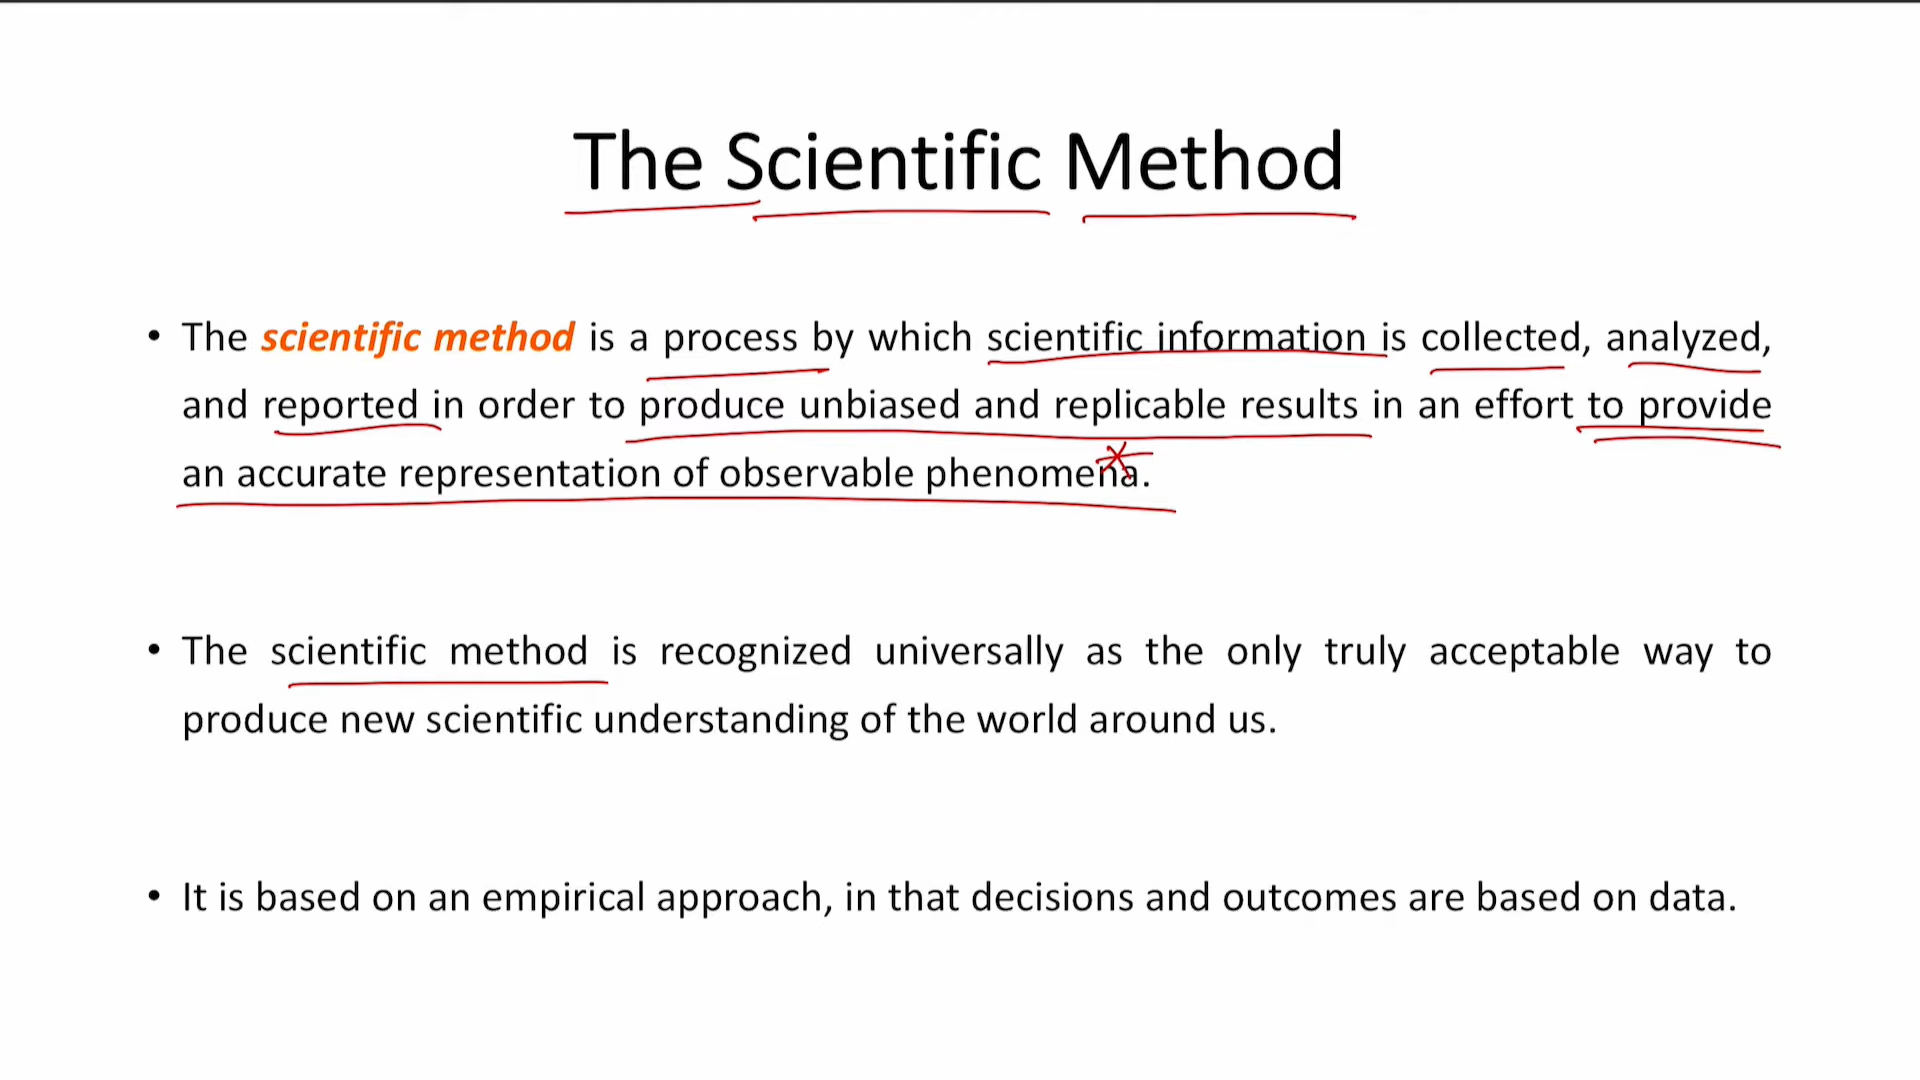 The Scientific Method
• The scientific method is a process by which scientific information is collected, analyzed,
and reported in order to produce unbiased and replicable results in an effort to provide
an accurate representation of observable phenomena.
• The scientific method is recognized universally as the only truly acceptable way to
produce new scientific understanding of the world around us.
• It is based on an empirical approach, in that decisions and outcomes are based on data.